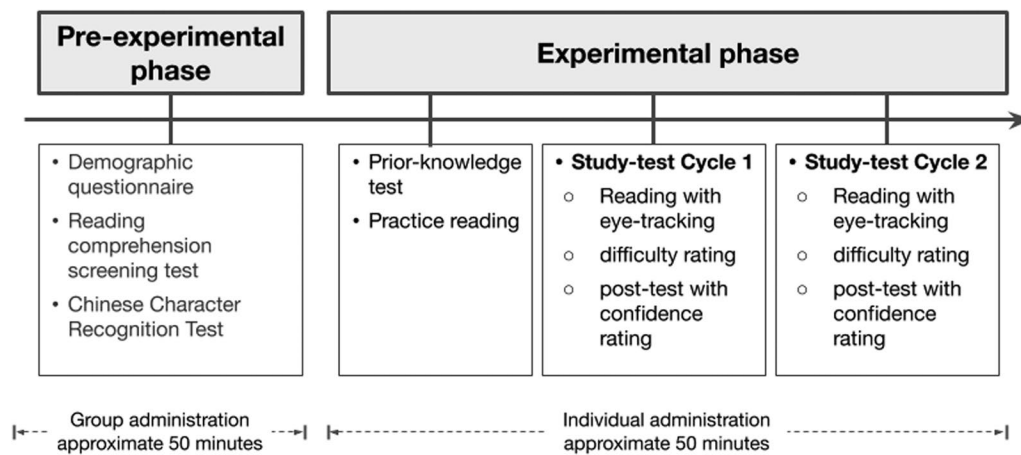 Pre-experimental
phase
Experimental phase
• Demographic
questionnaire
• Reading
comprehension
screening test
• Chinese Character
Recognition Test
• Prior-knowledge
test
• Practice reading
• Study-test Cycle 1
○ Reading with
eye-tracking
○ difficulty rating
○ post-test with
confidence
rating
• Study-test Cycle 2
○ Reading with
eye-tracking
○ difficulty rating
○ post-test with
confidence
rating
Group administration
approximate 50 minutes
Individual administration
approximate 50 minutes